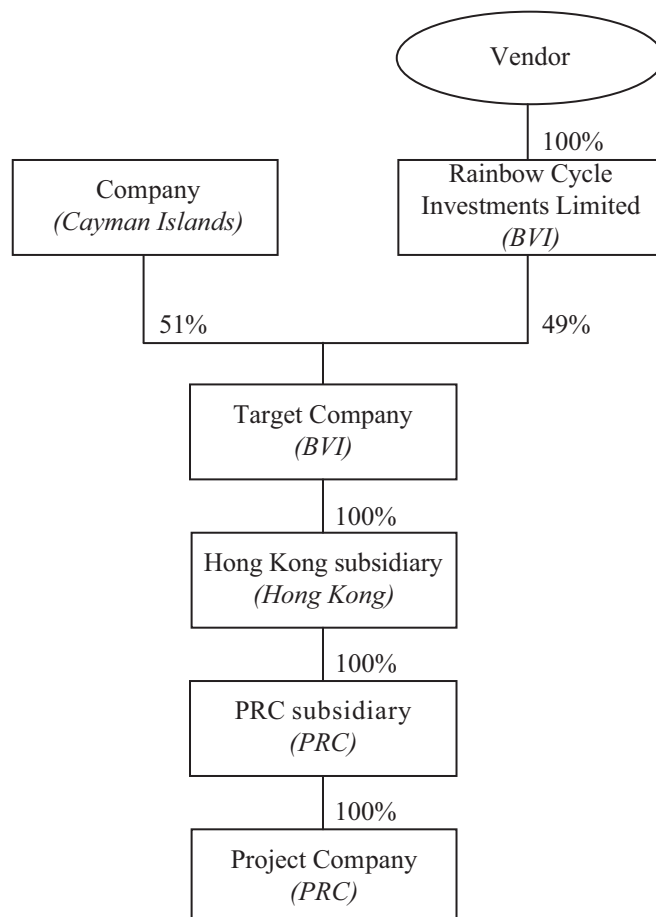 Vendor
100%
Company
(Cayman Islands)
Rainbow Cycle
Investments Limited
(BVI)
51%
49%
Target Company
(BVI)
100%
Hong Kong subsidiary
(Hong Kong)
100%
PRC subsidiary
(PRC)
100%
Project Company
(PRC)